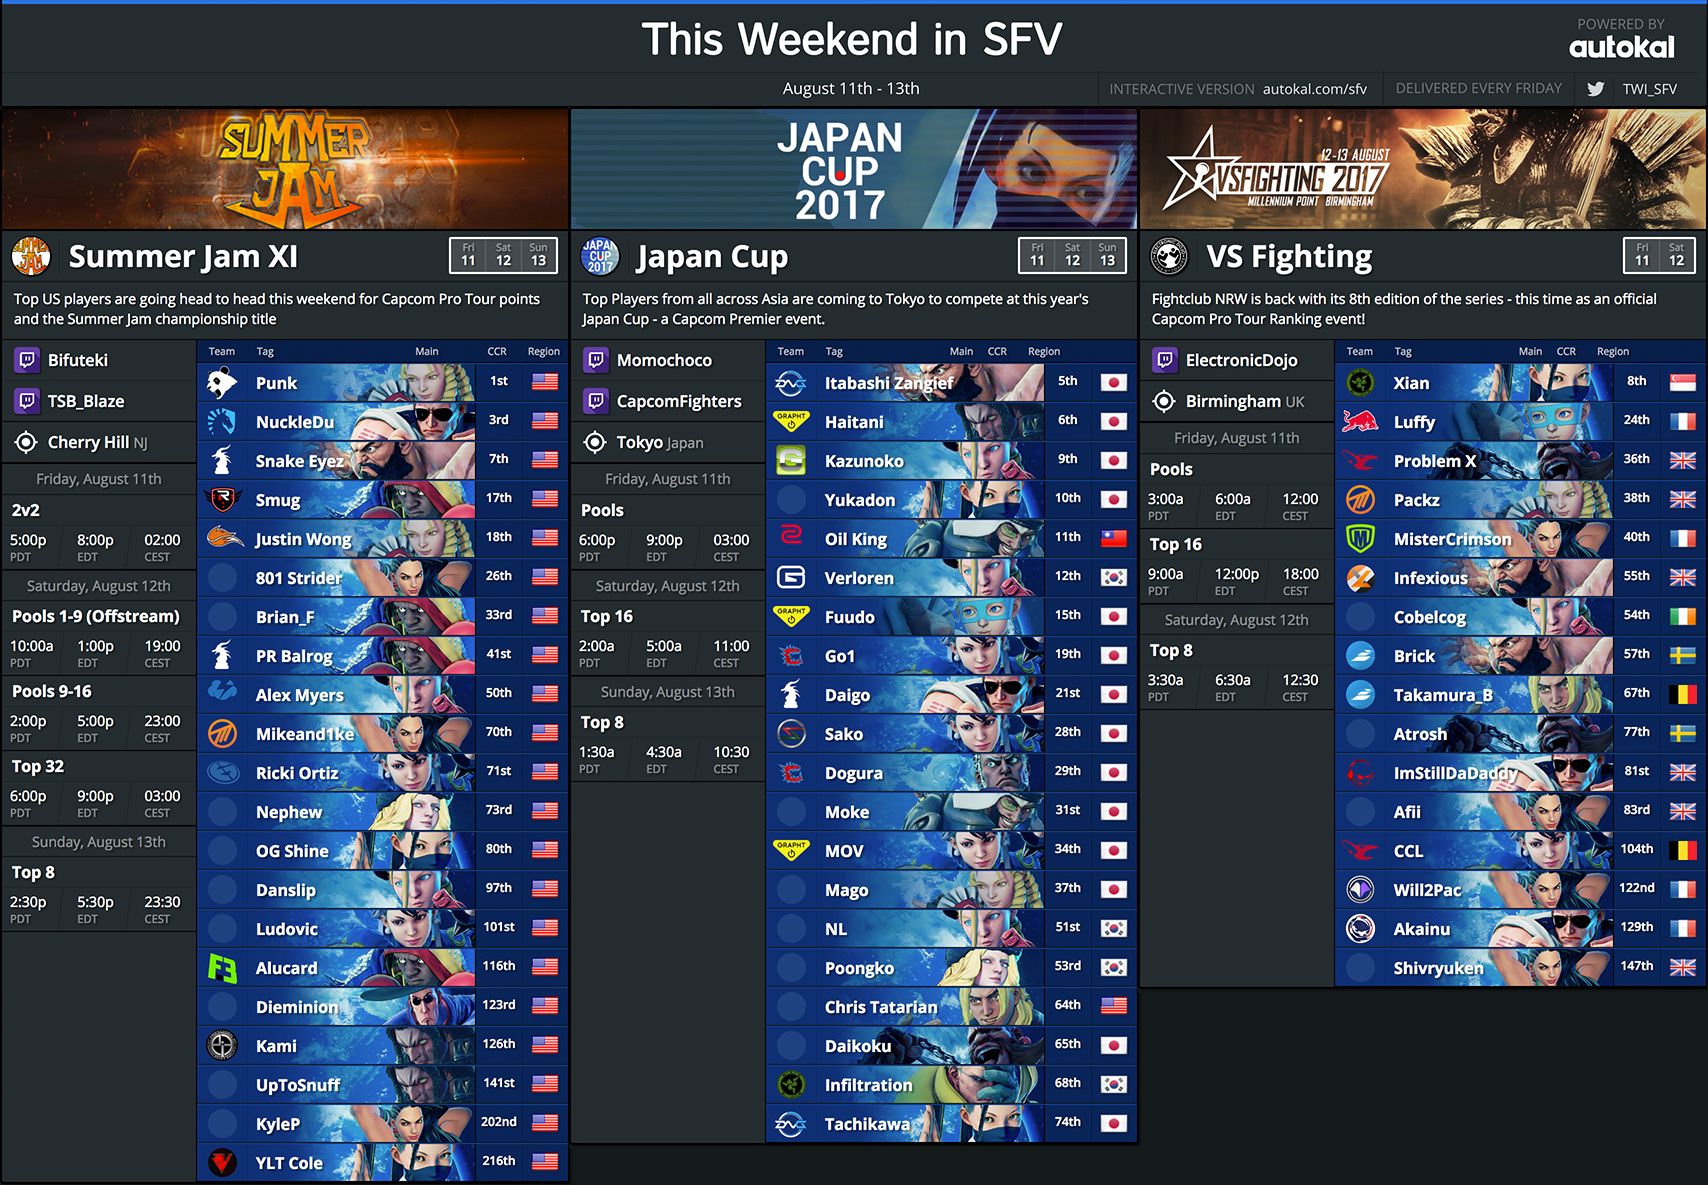 This Weekend in SFV
POWERED BY
autokal
August 11th - 13th
INTERACTIVE VERSION autokal.com/sfv
DELIVERED EVERY FRIDAY
TWI_SFV
SUMMER
JAM
SUMMER
JAM
Summer Jam XI
Fri Sat Sun
11 12 13
Top US players are going head to head this weekend for Capcom Pro Tour points
and the Summer Jam championship title
Bifuteki
TSB_Blaze
Cherry Hill NJ
Friday, August 11th
2v2
5:00p 8:00p 02:00
PDT EDT CEST
Saturday, August 12th
Pools 1-9 (Offstream)
10:00a 1:00p 19:00
PDT EDT CEST
Pools 9-16
2:00p 5:00p 23:00
PDT EDT CEST
Top 32
6:00p 9:00p 03:00
PDT EDT CEST
Sunday, August 13th
Top 8
2:30p 5:30p 23:30
PDT EDT CEST
Team Tag Main CCR Region
Punk 1st
NuckleDu 3rd
Snake Eyez 7th
Smug 17th
Justin Wong 18th
801 Strider 26th
Brian_F 33rd
PR Balrog 41st
Alex Myers 50th
Mikeand1ke 70th
Ricki Ortiz 71st
Nephew 73rd
OG Shine 80th
Danslip 97th
Ludovic 101st
F3 Alucard 116th
Dieminion 123rd
Kami 126th
UpToSnuff 141st
KyleP 202nd
YLT Cole 216th
JAPAN
CUP
2017
JAPAN
CUP
2017
Japan Cup
Fri Sat Sun
11 12 13
Top Players from all across Asia are coming to Tokyo to compete at this year's
Japan Cup - a Capcom Premier event.
Momochoco
CapcomFighters
Tokyo Japan
Friday, August 11th
Pools
6:00p 9:00p 03:00
PDT EDT CEST
Saturday, August 12th
Top 16
2:00a 5:00a 11:00
PDT EDT CEST
Sunday, August 13th
Top 8
1:30a 4:30a 10:30
PDT EDT CEST
Team Tag Main CCR Region
Itabashi Zangief 5th
GRAPHT Haitani 6th
Kazunoko 9th
Yukadon 10th
Oil King 11th
Verloren 12th
GRAPHT Fuudo 15th
Go1 19th
Daigo 21st
Sako 28th
Dogura 29th
Moke 31st
GRAPHT MOV 34th
Mago 37th
NL 51st
Poongko 53rd
Chris Tatarian 64th
Daikoku 65th
Infiltration 68th
Tachikawa 74th
12-13 AUGUST
VSFIGHTING 2017
MILLENNIUM POINT BIRMINGHAM
VS Fighting
Fri Sat
11 12
Fightclub NRW is back with its 8th edition of the series - this time as an official
Capcom Pro Tour Ranking event!
ElectronicDojo
Birmingham UK
Friday, August 11th
Pools
3:00a 6:00a 12:00
PDT EDT CEST
Top 16
9:00a 12:00p 18:00
PDT EDT CEST
Saturday, August 12th
Top 8
3:30a 6:30a 12:30
PDT EDT CEST
Team Tag Main CCR Region
Xian 8th
Luffy 24th
Problem X 36th
Packz 38th
MisterCrimson 40th
Infexious 55th
Cobelcog 54th
Brick 57th
Takamura_B 67th
Atrosh 77th
ImStillDaDaddy 81st
Afii 83rd
CCL 104th
Will2Pac 122nd
Akainu 129th
Shivryuken 147th